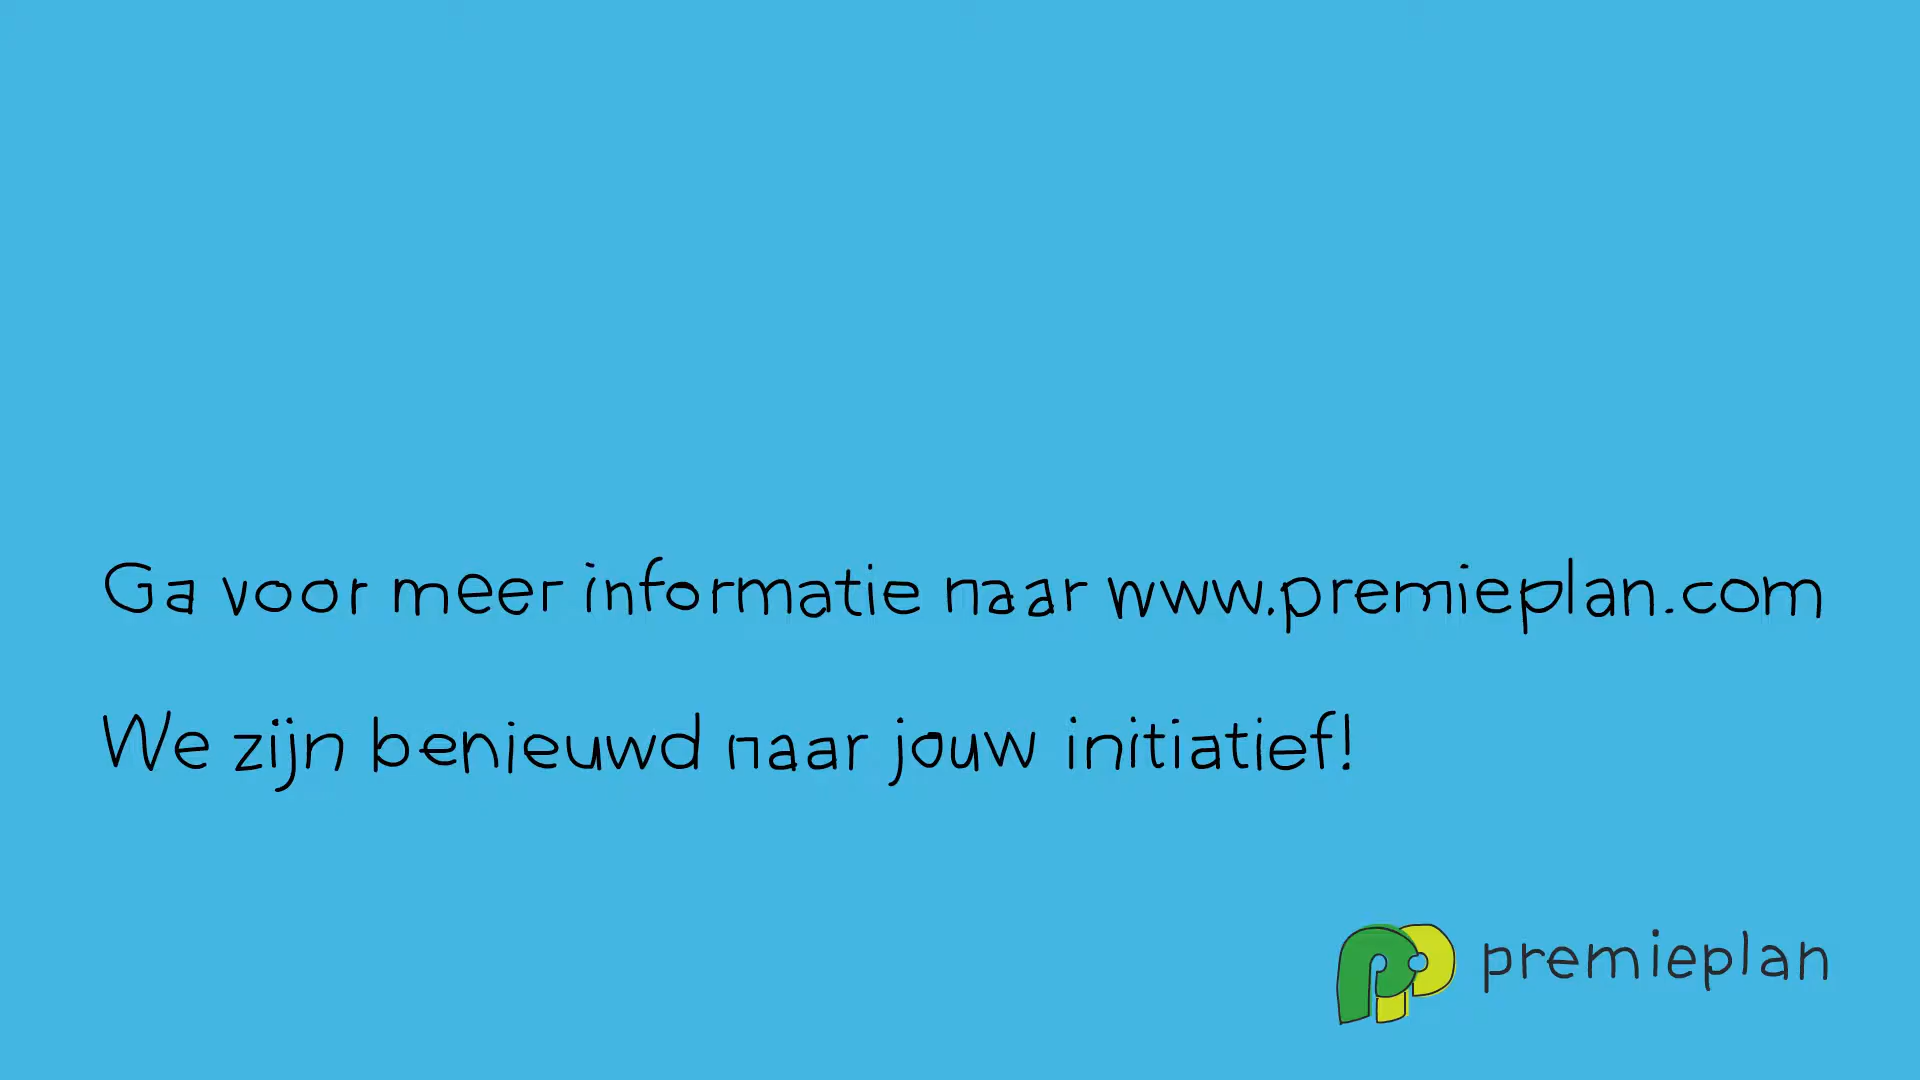 Ga voor meer informatie naar www.premieplan.com
We zijn benieuwd naar jouw initiatief!
premieplan